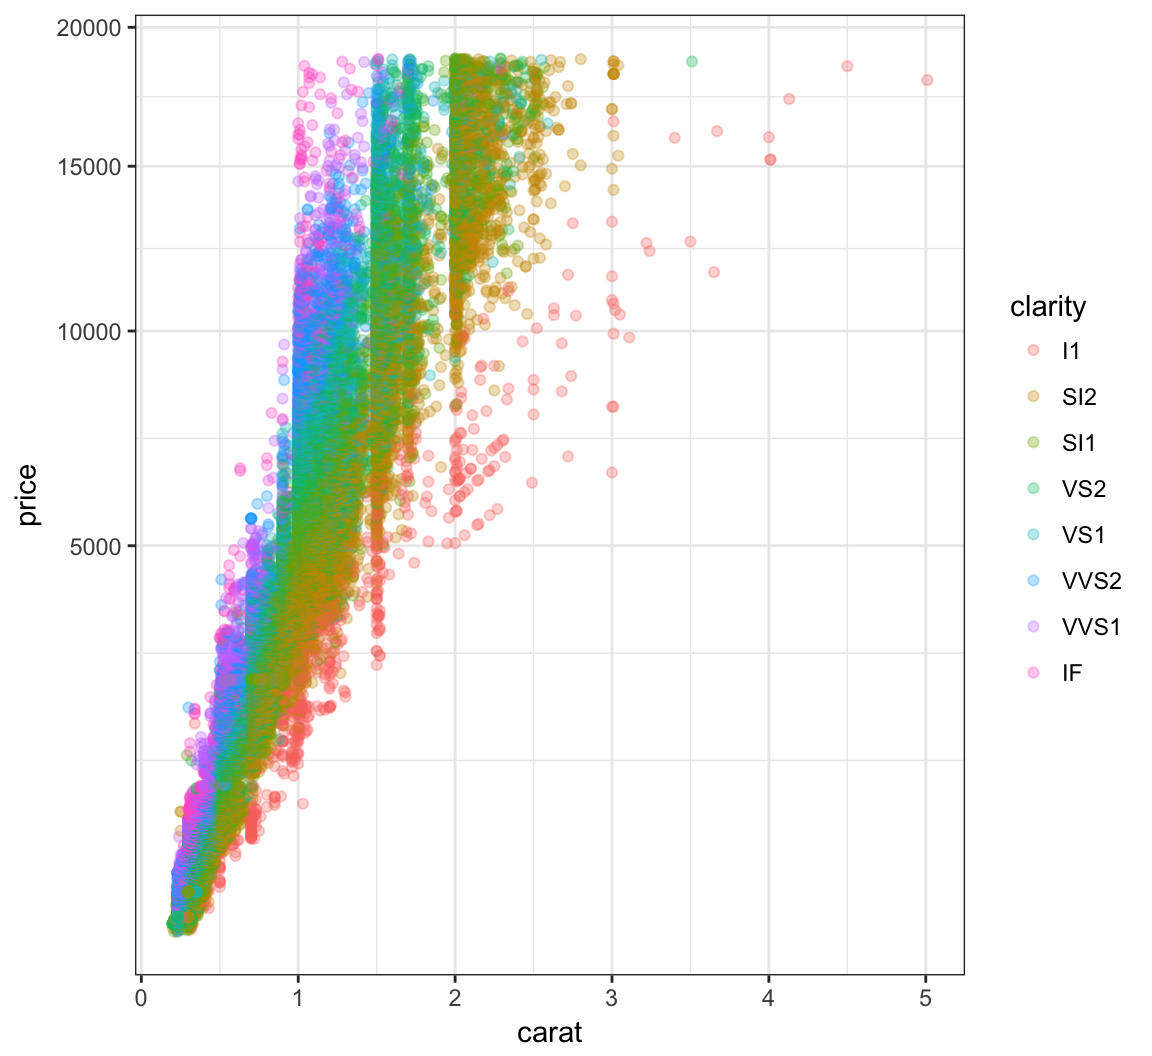 20000
15000
10000
5000
price
0 1 2 3 4 5
carat
clarity
I1
SI2
SI1
VS2
VS1
VVS2
VVS1
IF